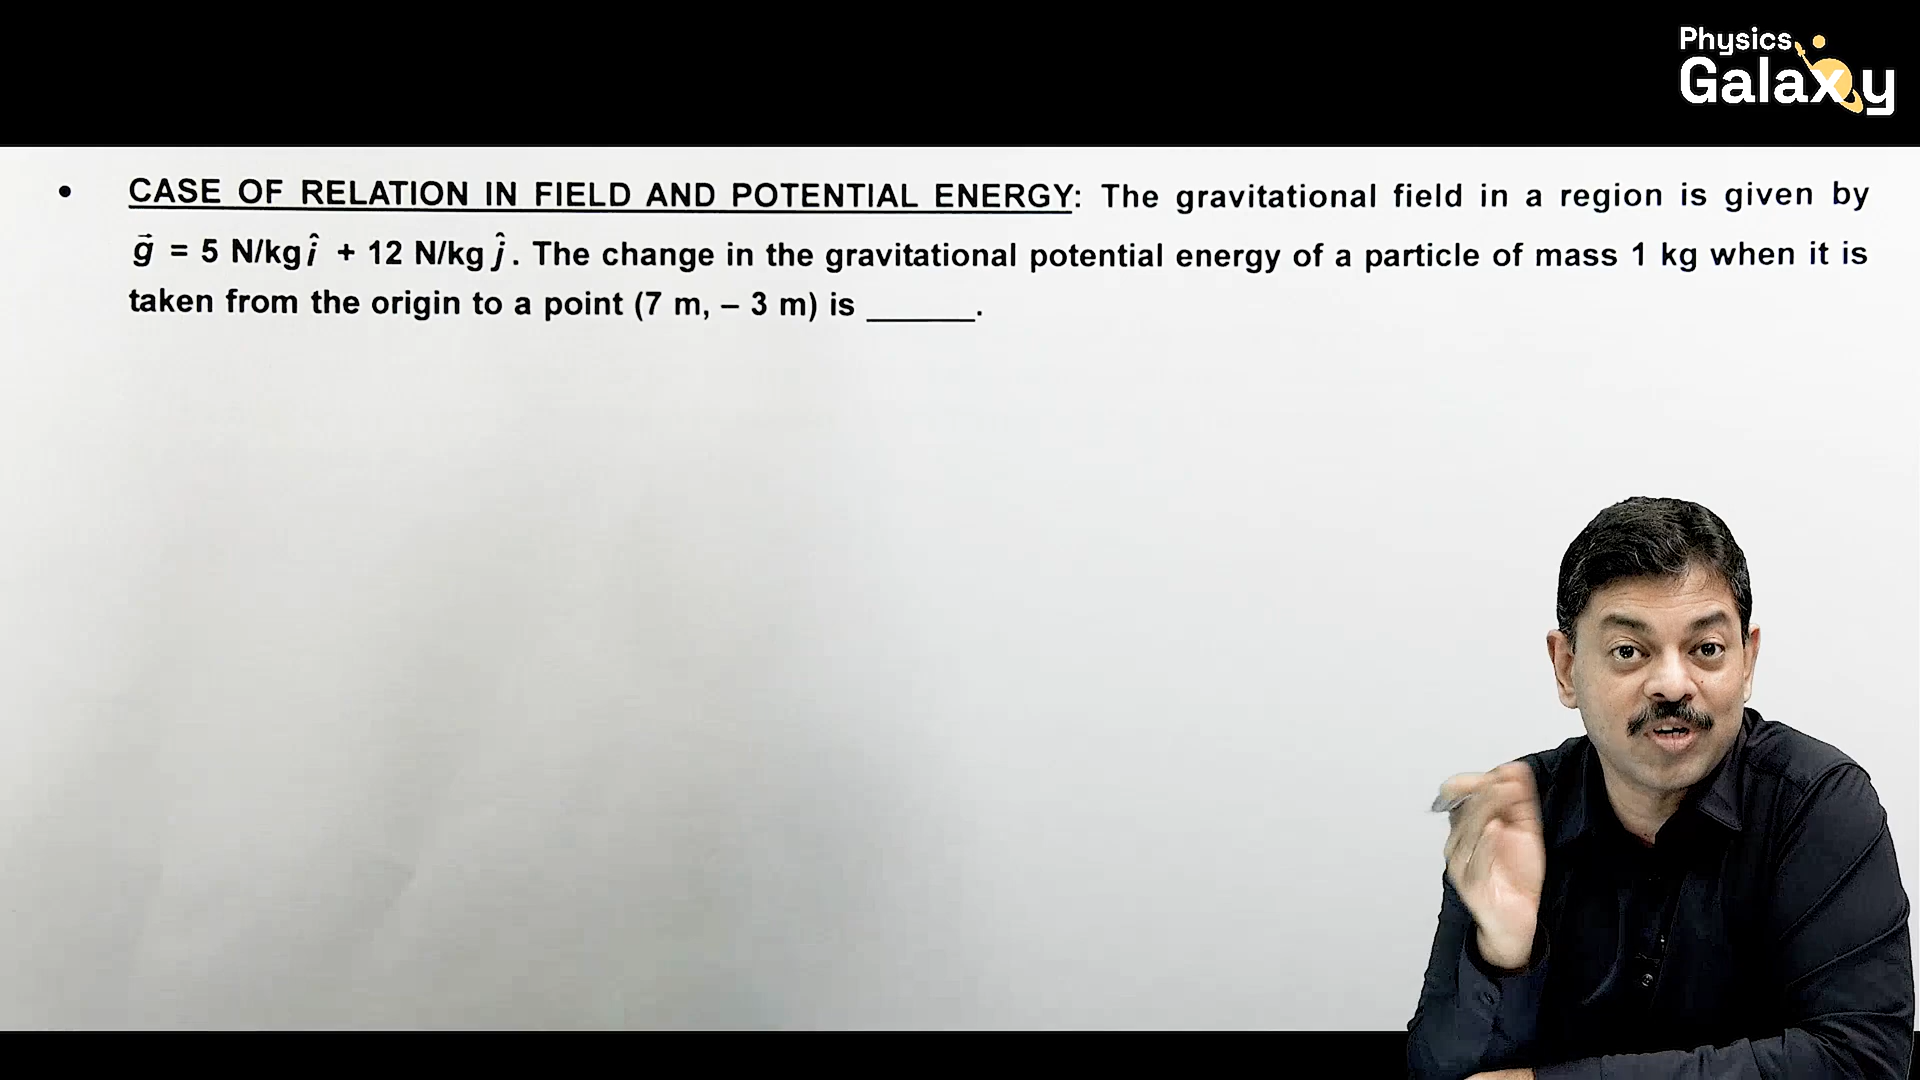 Physics
Galaxy
• CASE OF RELATION IN FIELD AND POTENTIAL ENERGY: The gravitational field in a region is given by
g⃗ = 5 N/kg î + 12 N/kg ĵ. The change in the gravitational potential energy of a particle of mass 1 kg when it is
taken from the origin to a point (7 m, – 3 m) is ______.